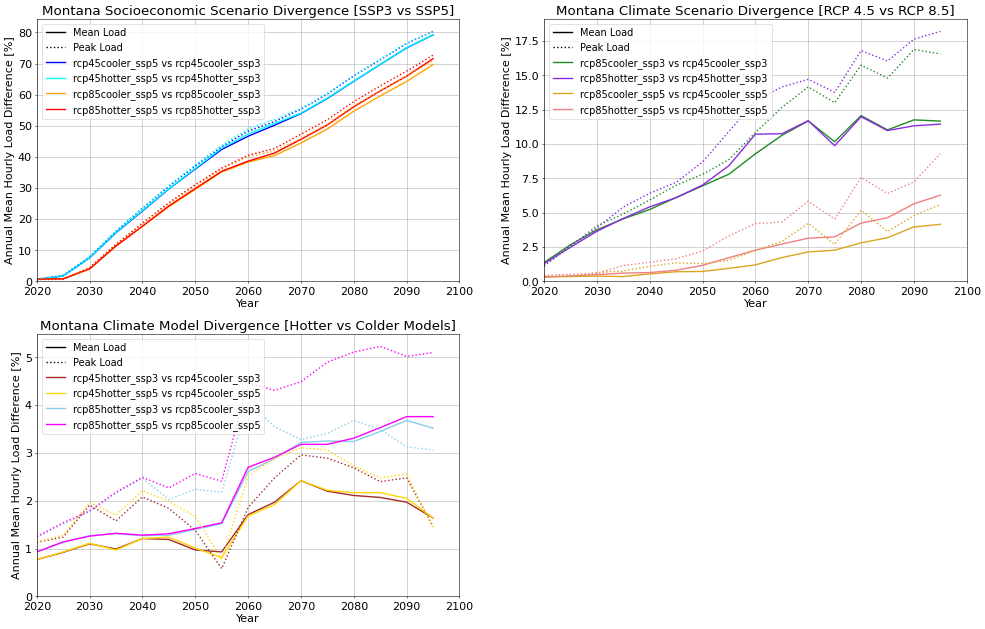 Montana Socioeconomic Scenario Divergence [SSP3 vs SSP5]
Annual Mean Hourly Load Difference [%]
80
70
60
50
40
30
20
10
0
Mean Load
Peak Load
rcp45cooler_ssp5 vs rcp45cooler_ssp3
rcp45hotter_ssp5 vs rcp45hotter_ssp3
rcp85cooler_ssp5 vs rcp85cooler_ssp3
rcp85hotter_ssp5 vs rcp85hotter_ssp3
2020 2030 2040 2050 2060 2070 2080 2090 2100
Year
Montana Climate Scenario Divergence [RCP 4.5 vs RCP 8.5]
Annual Mean Hourly Load Difference [%]
17.5
15.0
12.5
10.0
7.5
5.0
2.5
0.0
Mean Load
Peak Load
rcp85cooler_ssp3 vs rcp45cooler_ssp3
rcp85hotter_ssp3 vs rcp45hotter_ssp3
rcp85cooler_ssp5 vs rcp45cooler_ssp5
rcp85hotter_ssp5 vs rcp45hotter_ssp5
2020 2030 2040 2050 2060 2070 2080 2090 2100
Year
Montana Climate Model Divergence [Hotter vs Colder Models]
Annual Mean Hourly Load Difference [%]
5
4
3
2
1
0
Mean Load
Peak Load
rcp45hotter_ssp3 vs rcp45cooler_ssp3
rcp45hotter_ssp5 vs rcp45cooler_ssp5
rcp85hotter_ssp3 vs rcp85cooler_ssp3
rcp85hotter_ssp5 vs rcp85cooler_ssp5
2020 2030 2040 2050 2060 2070 2080 2090 2100
Year